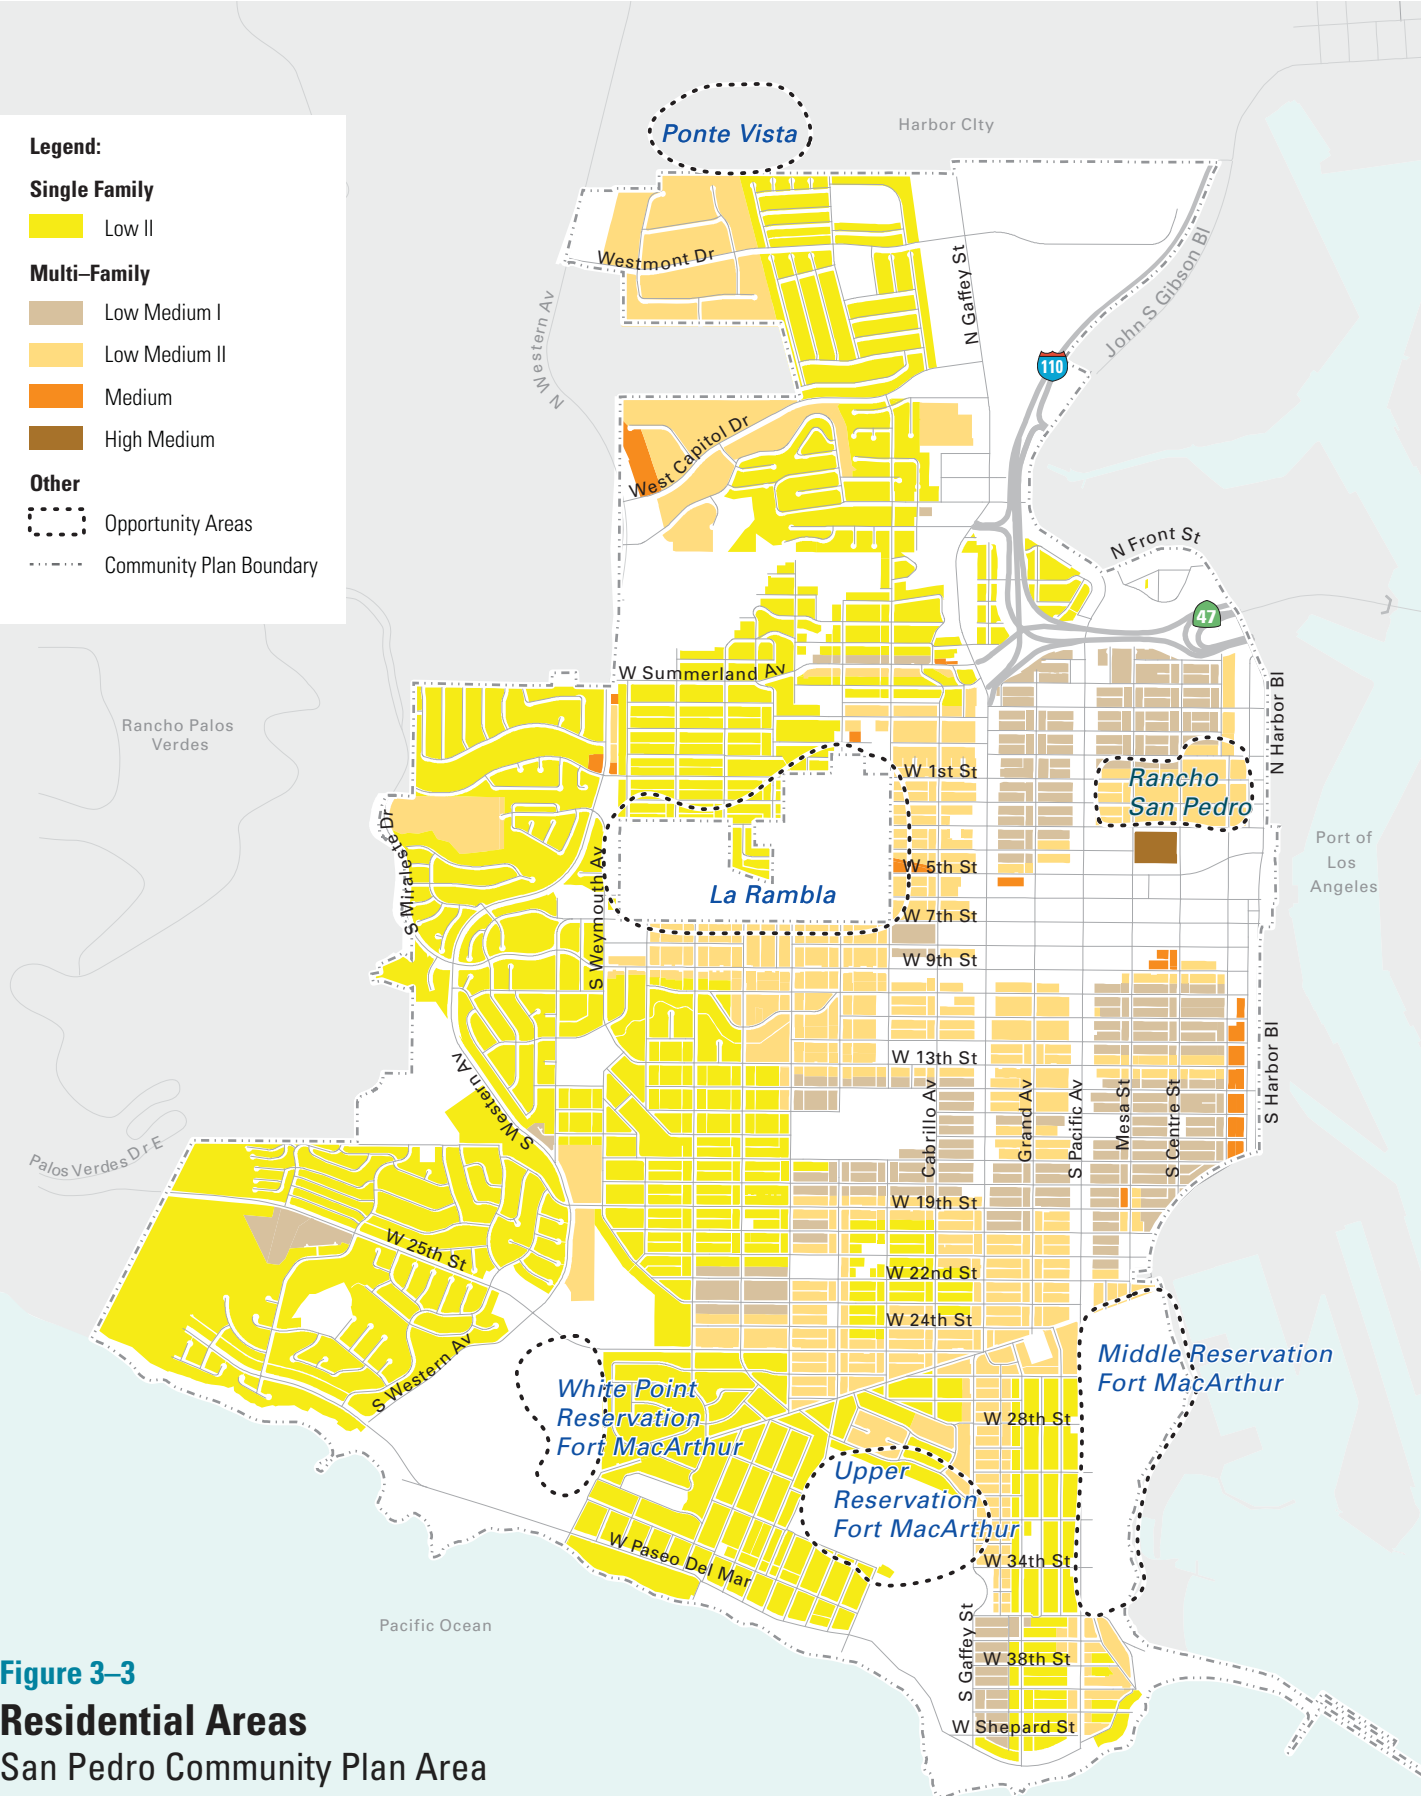 Ponte Vista
Harbor CIty
Legend:
Single Family
Low II
Multi–Family
Low Medium I
Low Medium II
Medium
High Medium
Other
Opportunity Areas
Community Plan Boundary
Westmont Dr
N Gaffey St
John S Gibson Bl
N Western Av
110
West Capitol Dr
N Front St
47
W Summerland Av
Rancho Palos
Verdes
N Harbor Bl
W 1st St
Rancho
San Pedro
S Miraleste Dr
Port of
Los
Angeles
W 5th St
La Rambla
S Weymouth Av
W 7th St
W 9th St
W 13th St
S Harbor Bl
S Western Av
Cabrillo Av
Grand Av
S Pacific Av
Mesa St
S Centre St
Palos Verdes Dr E
W 19th St
W 25th St
W 22nd St
W 24th St
S Western Av
Middle Reservation
Fort MacArthur
White Point
Reservation
Fort MacArthur
W 28th St
Upper
Reservation
Fort MacArthur
W Paseo Del Mar
W 34th St
Pacific Ocean
S Gaffey St
W 38th St
W Shepard St
Figure 3–3
Residential Areas
San Pedro Community Plan Area